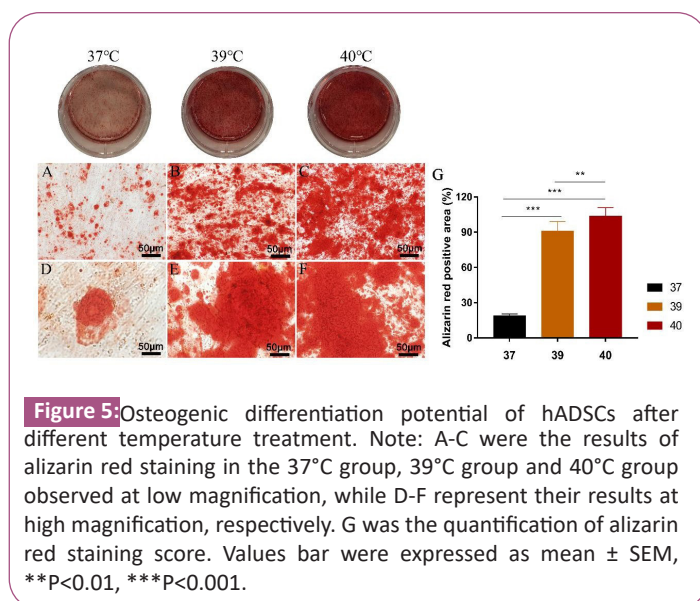 37°C 39°C 40°C
A B C
50μm 50μm 50μm
D E F
50μm 50μm 50μm
G
Alizarin red positive area (%)
120
90
60
30
0
** 
***
***
37 39 40
37
39
40
Figure 5: Osteogenic differentiation potential of hADSCs after
different temperature treatment. Note: A-C were the results of
alizarin red staining in the 37°C group, 39°C group and 40°C group
observed at low magnification, while D-F represent their results at
high magnification, respectively. G was the quantification of alizarin
red staining score. Values bar were expressed as mean ± SEM,
**P<0.01, ***P<0.001.